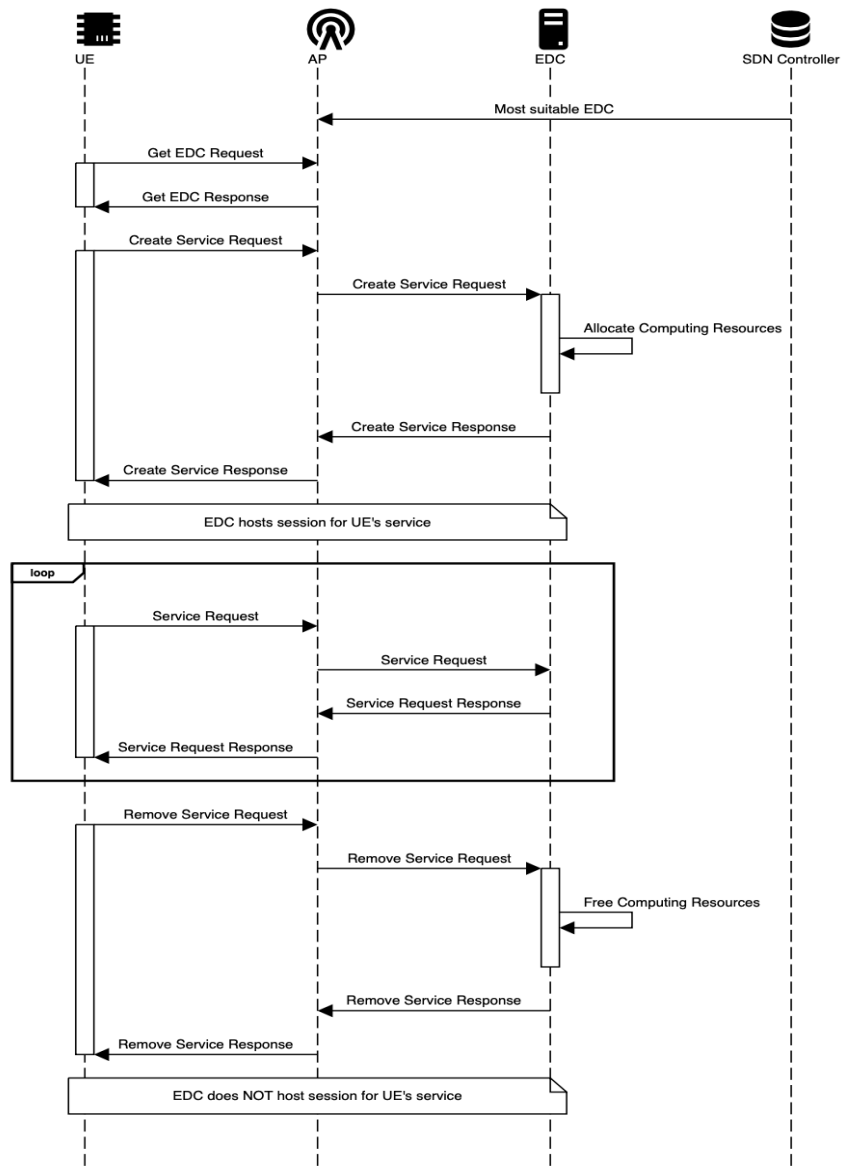 UE
AP
EDC
SDN Controller
Most suitable EDC
Get EDC Request
Get EDC Response
Create Service Request
Create Service Request
Allocate Computing Resources
Create Service Response
Create Service Response
EDC hosts session for UE's service
loop
Service Request
Service Request
Service Request Response
Service Request Response
Remove Service Request
Remove Service Request
Free Computing Resources
Remove Service Response
Remove Service Response
EDC does NOT host session for UE's service